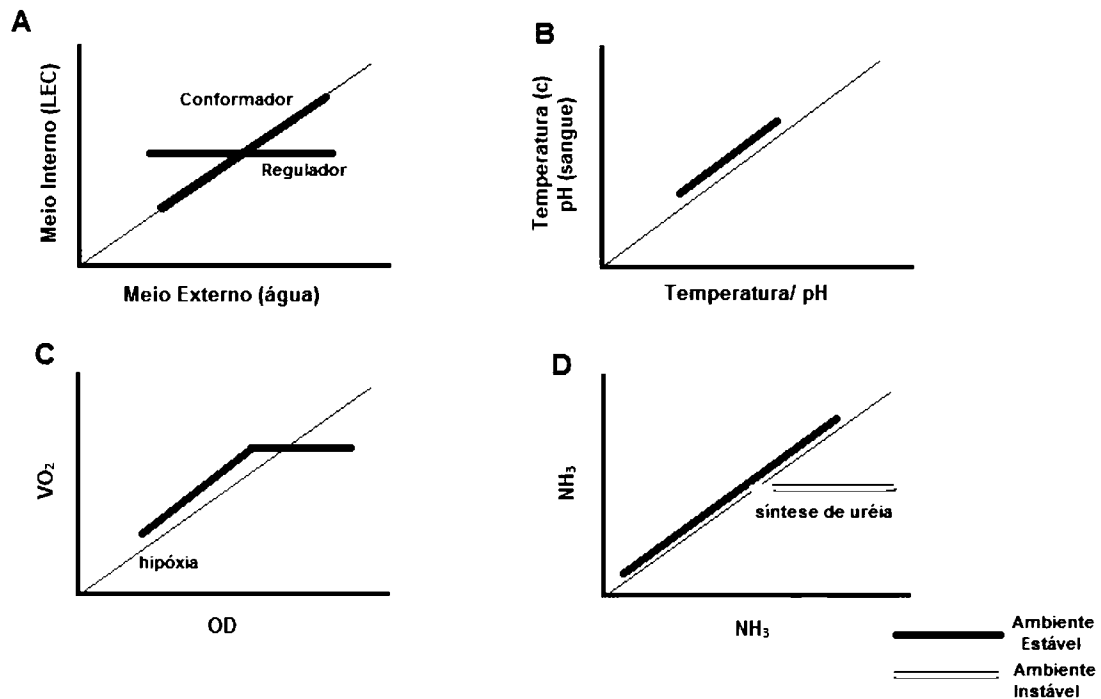 A
Meio Interno (LEC)
Conformador
Regulador
Meio Externo (água)
B
Temperatura (c)
pH (sangue)
Temperatura/ pH
C
VO₂
hipóxia
OD
D
NH₃
síntese de uréia
NH₃
Ambiente
Estável
Ambiente
Instável